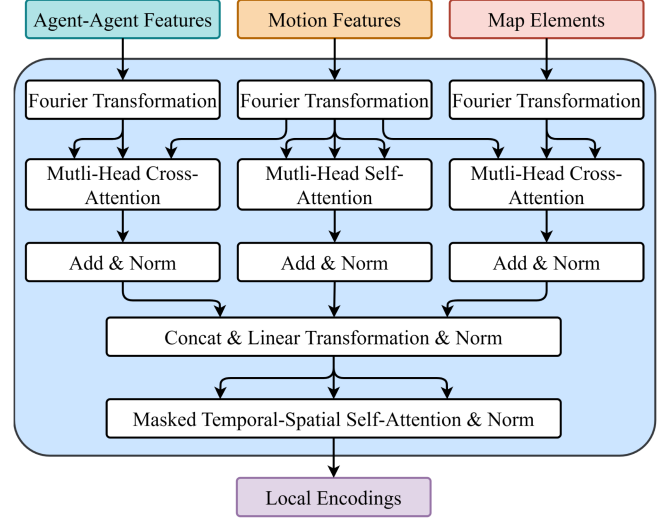 Agent-Agent Features
Motion Features
Map Elements
Fourier Transformation
Fourier Transformation
Fourier Transformation
Mutli-Head Cross-
Attention
Mutli-Head Self-
Attention
Mutli-Head Cross-
Attention
Add & Norm
Add & Norm
Add & Norm
Concat & Linear Transformation & Norm
Masked Temporal-Spatial Self-Attention & Norm
Local Encodings